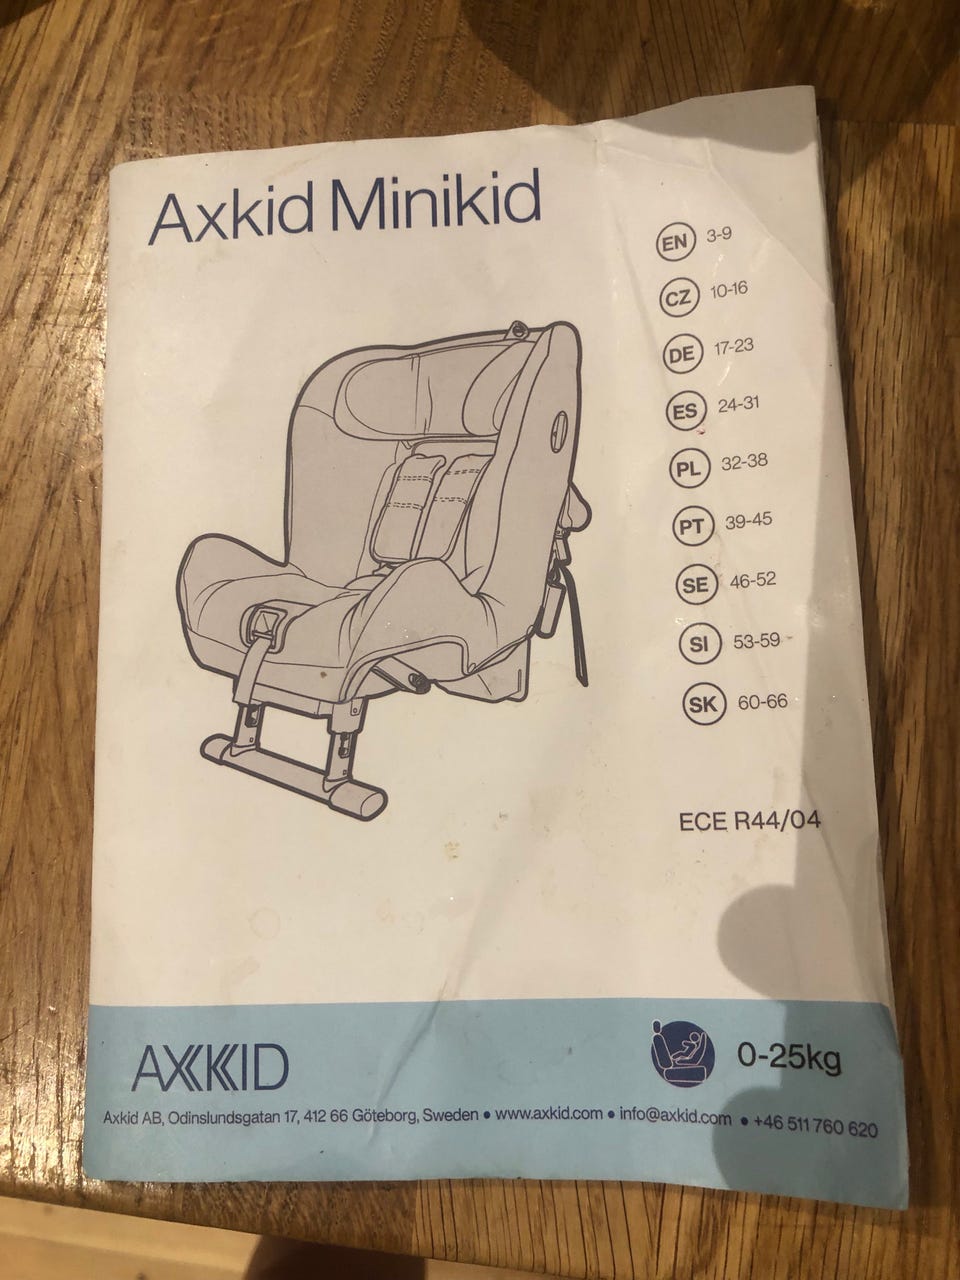 Axkid Minikid
EN 3-9
CZ 10-16
DE 17-23
ES 24-31
PL 32-38
PT 39-45
SE 46-52
SI 53-59
SK 60-66
ECE R44/04
AXKID
0-25kg
Axkid AB, Odinslundsgatan 17, 412 66 Göteborg, Sweden • www.axkid.com • info@axkid.com • +46 511 760 620